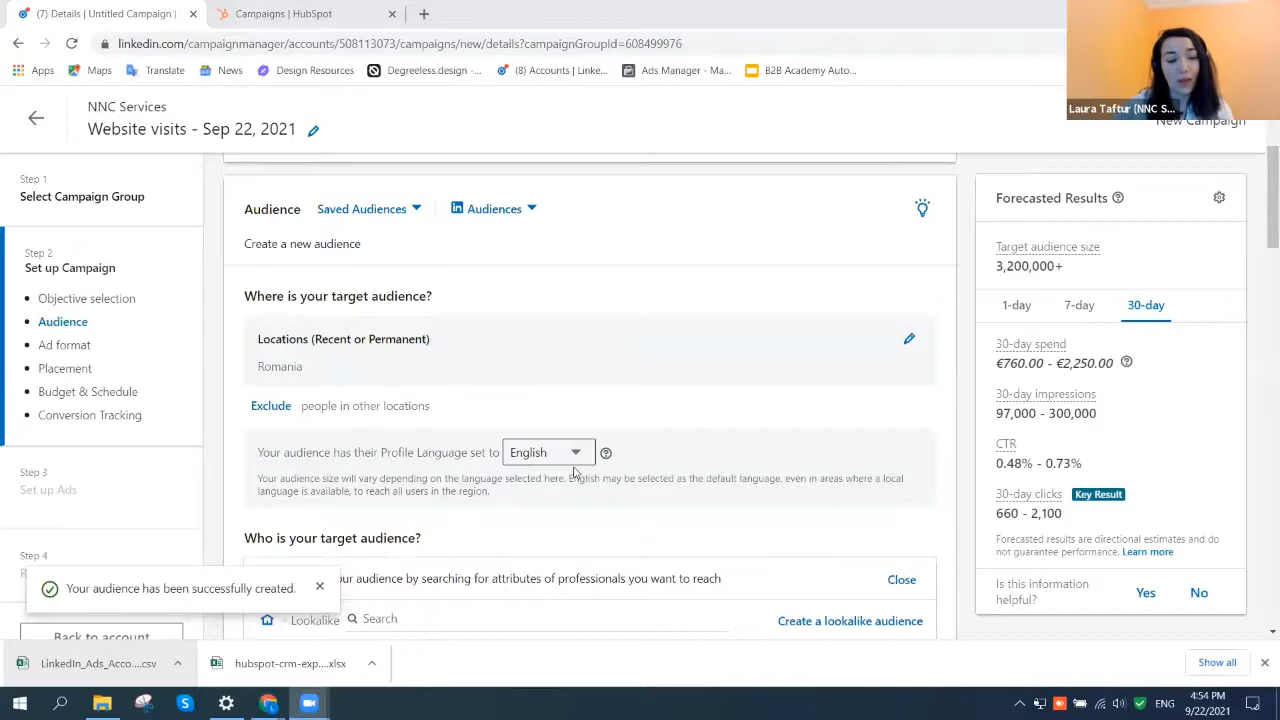 (7) Details | Untitled Campaign | Campaigns | HubSpot
linkedin.com/campaignmanager/accounts/508113073/campaigns/new/details?campaignGroupId=608499976
Apps Maps Translate News Design Resources Degreeless.design -... (8) Accounts | Linke... Ads Manager - Ma... B2B Academy Auto...
Laura Taftur (NNC S...
NNC Services
Website visits - Sep 22, 2021
New Campaign
Step 1
Select Campaign Group
Step 2
Set up Campaign
Objective selection
Audience
Ad format
Placement
Budget & Schedule
Conversion Tracking
Step 3
Set up Ads
Step 4
Your audience has been successfully created.
Back to account
Audience Saved Audiences in Audiences
Create a new audience
Where is your target audience?
Locations (Recent or Permanent)
Romania
Exclude people in other locations
Your audience has their Profile Language set to English
Your audience size will vary depending on the language selected here. English may be selected as the default language, even in areas where a local
language is available, to reach all users in the region.
Who is your target audience?
your audience by searching for attributes of professionals you want to reach Close
Lookalike Search Create a lookalike audience
Forecasted Results
Target audience size
3,200,000+
1-day 7-day 30-day
30-day spend
€760.00 - €2,250.00
30-day impressions
97,000 - 300,000
CTR
0.48% - 0.73%
30-day clicks Key Result
660 - 2,100
Forecasted results are directional estimates and do
not guarantee performance. Learn more
Is this information
helpful? Yes No
LinkedIn_Ads_Acco....csv hubspot-crm-exp....xlsx Show all
ENG
4:54 PM
9/22/2021